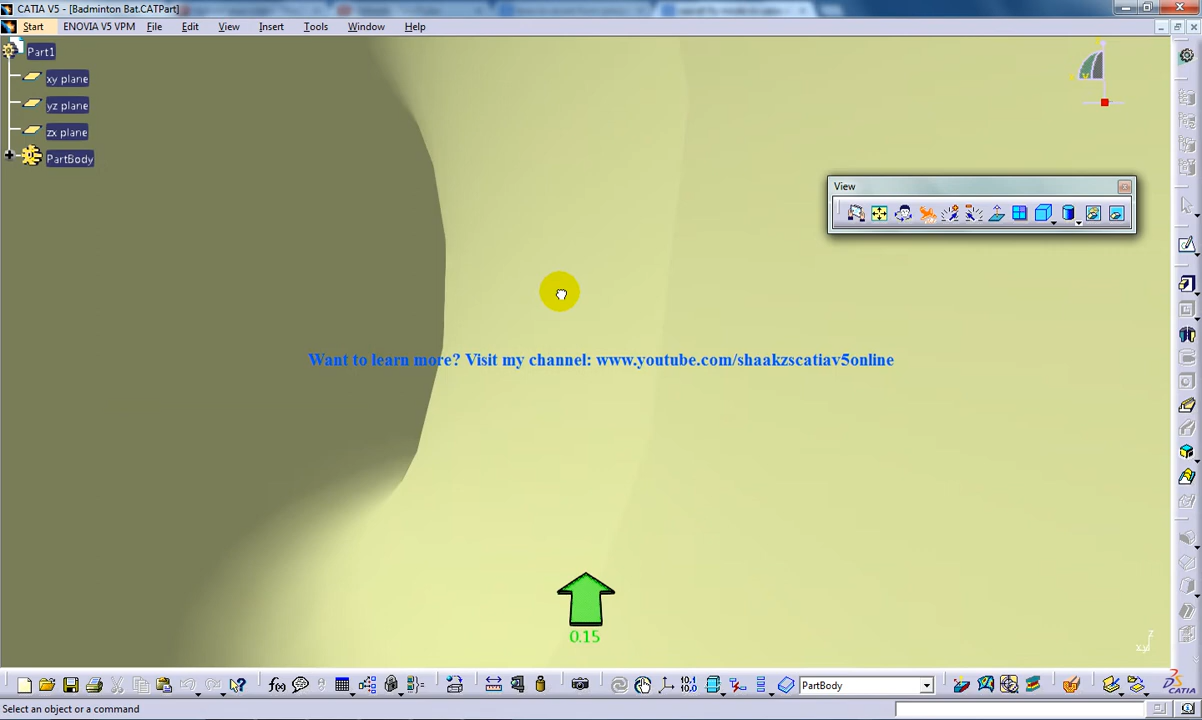 CATIA V5 - [Badminton Bat.CATPart]
Start
ENOVIA V5 VPM
File
Edit
Insert
Tools
Window
Help
View
Part1
xy plane
yz plane
zx plane
PartBody
View
Want to learn more? Visit my channel: www.youtube.com/shaakzscatiav5online
0.15
PartBody
Select an object or a command
CATIA